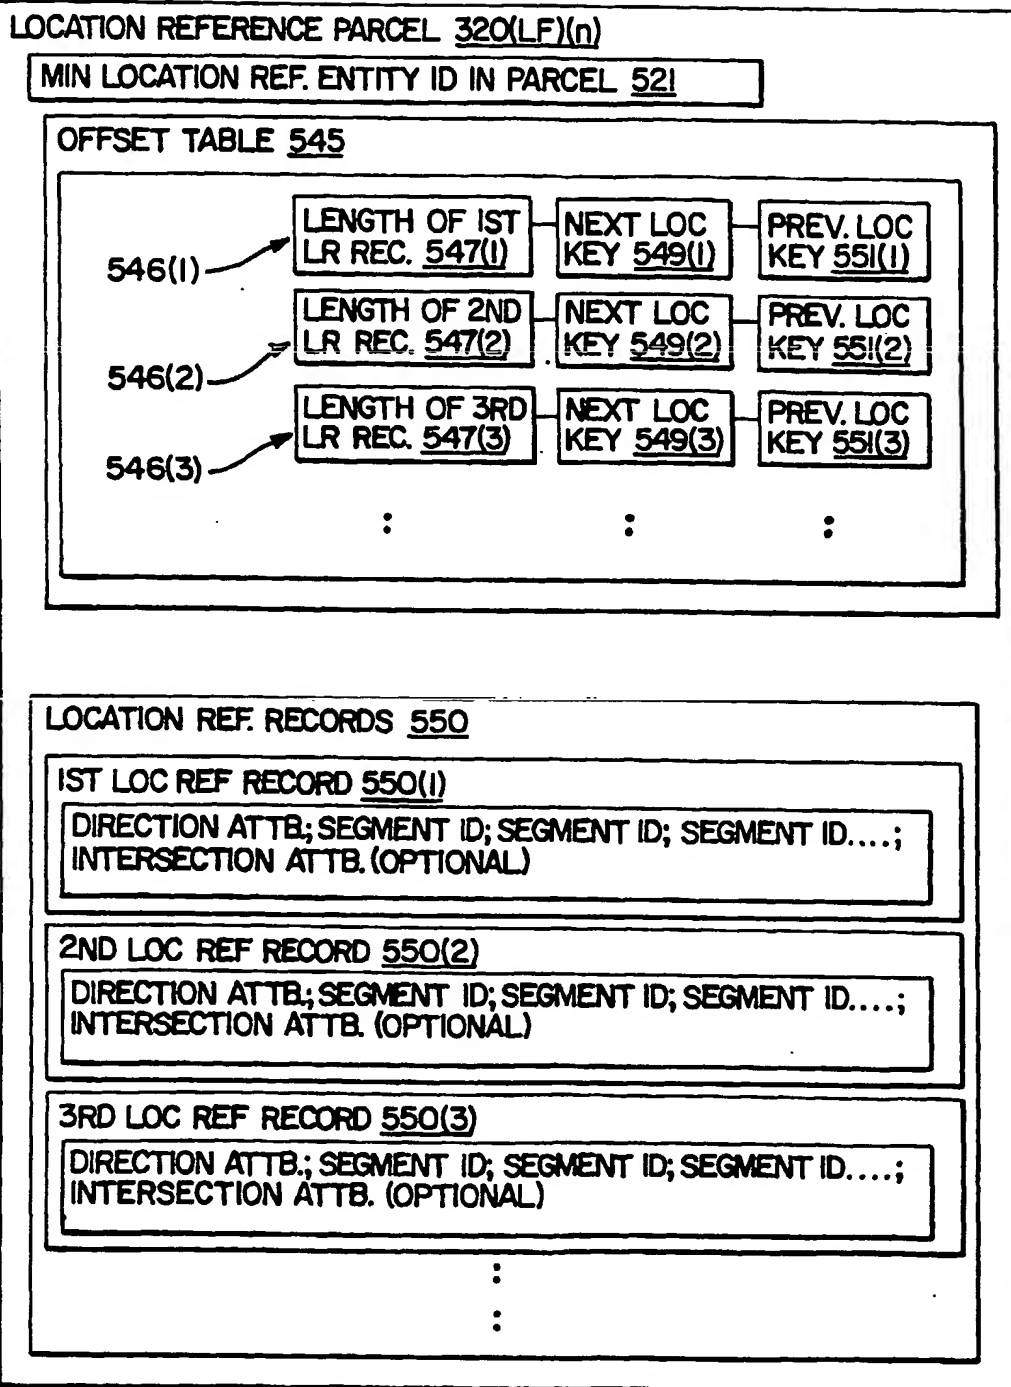 LOCATION REFERENCE PARCEL 320(LF)(n)
MIN LOCATION REF. ENTITY ID IN PARCEL 521
OFFSET TABLE 545
546(1)
LENGTH OF 1ST
LR REC. 547(1)
NEXT LOC
KEY 549(1)
PREV. LOC
KEY 551(1)
546(2)
LENGTH OF 2ND
LR REC. 547(2)
NEXT LOC
KEY 549(2)
PREV. LOC
KEY 551(2)
546(3)
LENGTH OF 3RD
LR REC. 547(3)
NEXT LOC
KEY 549(3)
PREV. LOC
KEY 551(3)
LOCATION REF. RECORDS 550
1ST LOC REF RECORD 550(1)
DIRECTION ATTB.; SEGMENT ID; SEGMENT ID; SEGMENT ID....;
INTERSECTION ATTB. (OPTIONAL)
2ND LOC REF RECORD 550(2)
DIRECTION ATTB.; SEGMENT ID; SEGMENT ID; SEGMENT ID....;
INTERSECTION ATTB. (OPTIONAL)
3RD LOC REF RECORD 550(3)
DIRECTION ATTB.; SEGMENT ID; SEGMENT ID; SEGMENT ID....;
INTERSECTION ATTB. (OPTIONAL)